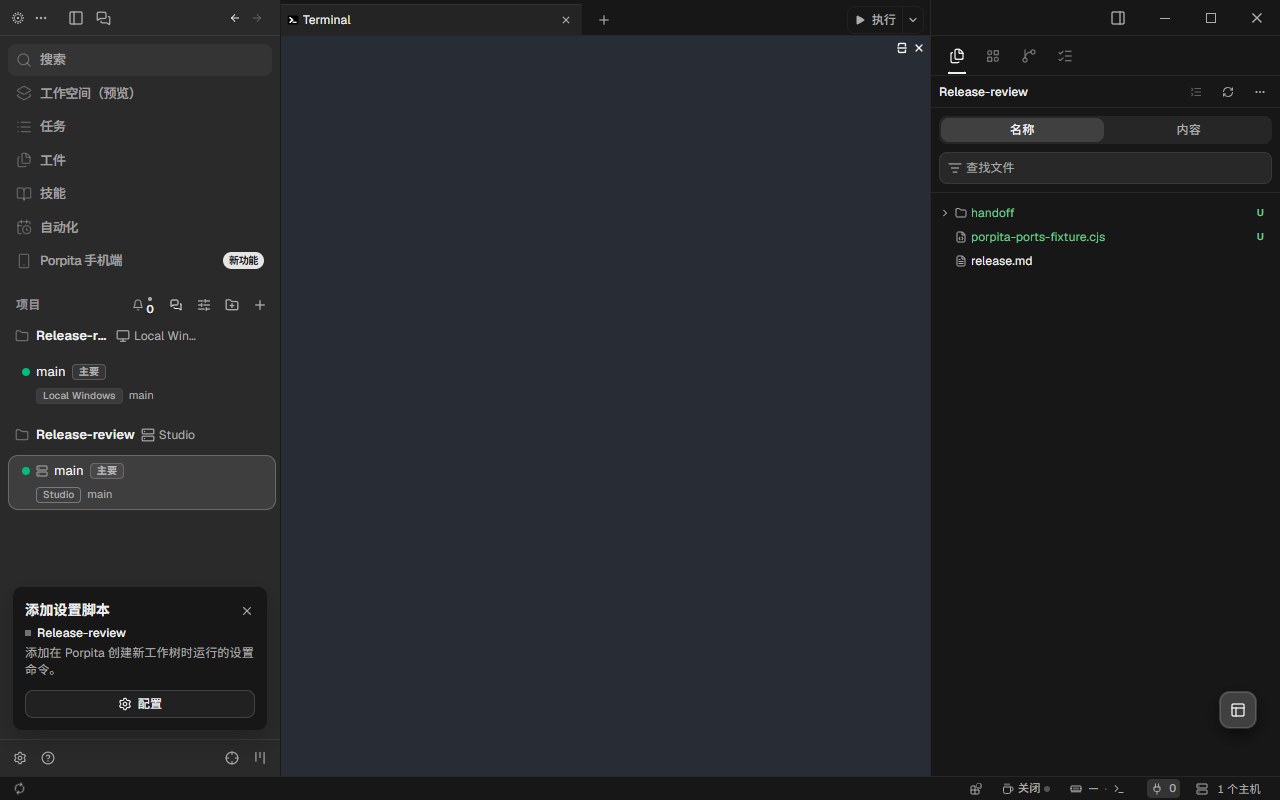 Terminal
执行
搜索
工作空间（预览）
任务
工件
技能
自动化
Porpita 手机端
新功能
项目
0
Release-r...
Local Win...
main
主要
Local Windows
main
Release-review
Studio
main
主要
Studio
main
添加设置脚本
Release-review
添加在 Porpita 创建新工作树时运行的设置
命令。
配置
Release-review
名称
内容
查找文件
handoff
U
porpita-ports-fixture.cjs
U
release.md
关闭
0
1 个主机